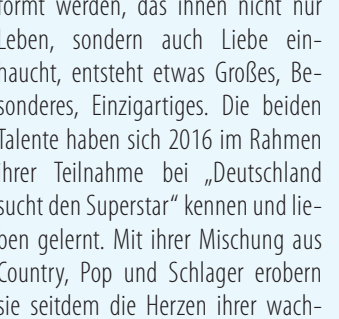 formt werden, das ihnen nicht nur
Leben, sondern auch Liebe ein-
haucht, entsteht etwas Großes, Be-
sonderes, Einzigartiges. Die beiden
Talente haben sich 2016 im Rahmen
ihrer Teilnahme bei „Deutschland
sucht den Superstar“ kennen und lie-
ben gelernt. Mit ihrer Mischung aus
Country, Pop und Schlager erobern
sie seitdem die Herzen ihrer wach-